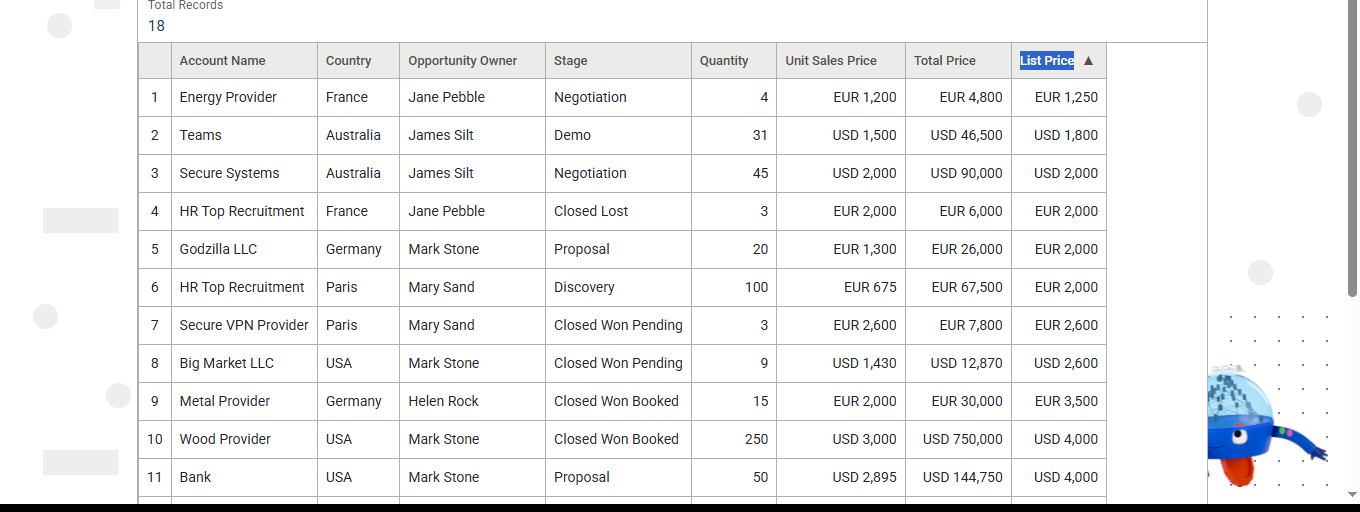 Total Records
18
Account Name Country Opportunity Owner Stage Quantity Unit Sales Price Total Price List Price ▲
1 Energy Provider France Jane Pebble Negotiation 4 EUR 1,200 EUR 4,800 EUR 1,250
2 Teams Australia James Silt Demo 31 USD 1,500 USD 46,500 USD 1,800
3 Secure Systems Australia James Silt Negotiation 45 USD 2,000 USD 90,000 USD 2,000
4 HR Top Recruitment France Jane Pebble Closed Lost 3 EUR 2,000 EUR 6,000 EUR 2,000
5 Godzilla LLC Germany Mark Stone Proposal 20 EUR 1,300 EUR 26,000 EUR 2,000
6 HR Top Recruitment Paris Mary Sand Discovery 100 EUR 675 EUR 67,500 EUR 2,000
7 Secure VPN Provider Paris Mary Sand Closed Won Pending 3 EUR 2,600 EUR 7,800 EUR 2,600
8 Big Market LLC USA Mark Stone Closed Won Pending 9 USD 1,430 USD 12,870 USD 2,600
9 Metal Provider Germany Helen Rock Closed Won Booked 15 EUR 2,000 EUR 30,000 EUR 3,500
10 Wood Provider USA Mark Stone Closed Won Booked 250 USD 3,000 USD 750,000 USD 4,000
11 Bank USA Mark Stone Proposal 50 USD 2,895 USD 144,750 USD 4,000